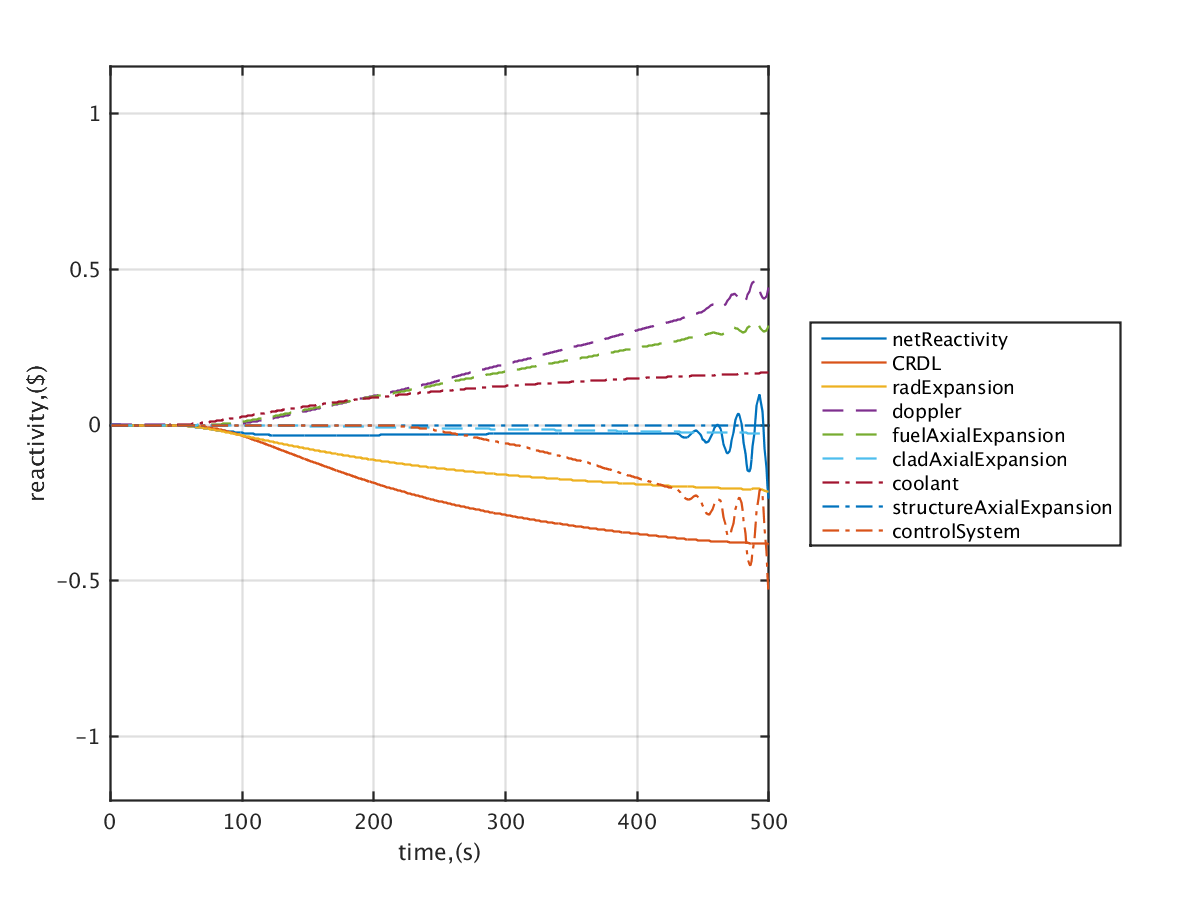 1
0.5
0
−0.5
−1
reactivity,($)
0
100
200
300
400
500
time,(s)
netReactivity
CRDL
radExpansion
doppler
fuelAxialExpansion
cladAxialExpansion
coolant
structureAxialExpansion
controlSystem